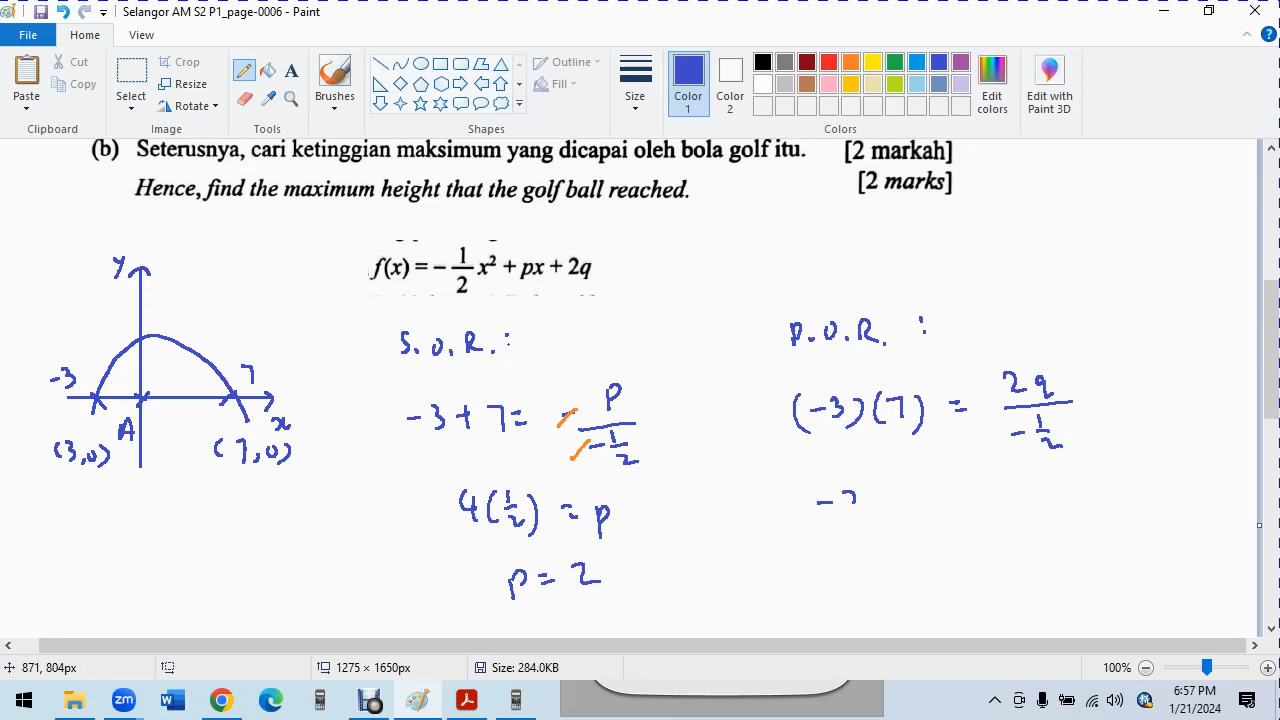 Selangor AM S2 P1_page-0006 - Paint
File Home View
Paste Cut Copy
Select Crop Resize Rotate
Brushes
Outline Fill
Size
Color 1
Color 2
Edit colors
Edit with Paint 3D
Clipboard Image Tools Shapes Colors
(b) Seterusnya, cari ketinggian maksimum yang dicapai oleh bola golf itu. [2 markah]
Hence, find the maximum height that the golf ball reached. [2 marks]
f(x) = - 1/2 x² + px + 2q
y
-3 7
A x
(3,0) (7,0)
S.O.R. :
-3 + 7 = - p / - 1/2
4(1/2) = p
p = 2
P.O.R. :
(-3)(7) = 2q / - 1/2
871, 804px 1275 × 1650px Size: 284.0KB 100%
zm
6:57 PM
1/21/2024